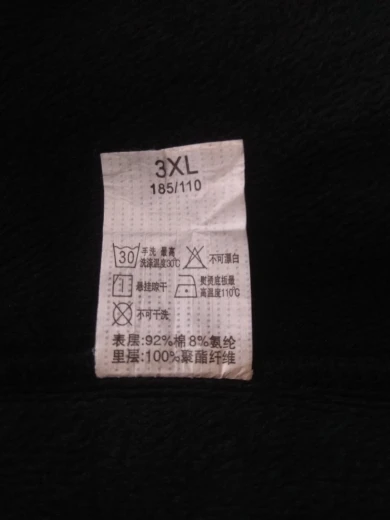 3XL
185/110
30 手洗 最高
洗涤温度30℃
不可漂白
悬挂晾干
熨烫底板最
高温度110℃
不可干洗
表层:92%棉8%氨纶
里层:100%聚酯纤维